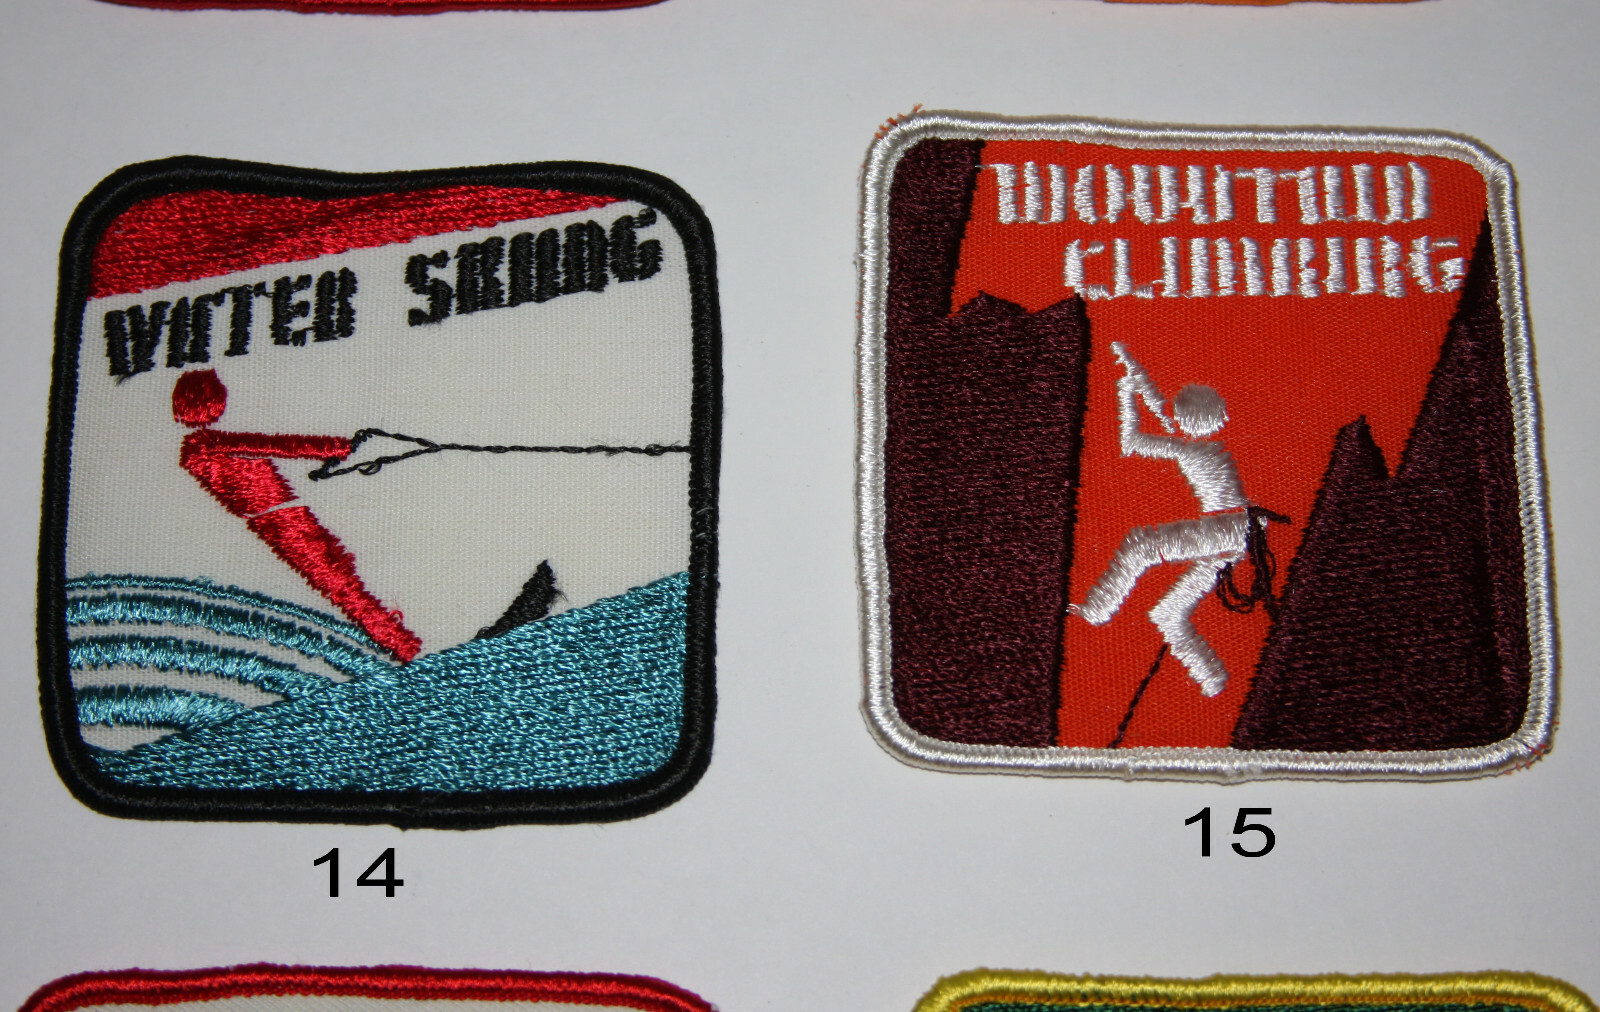 WATER SKIING
MOUNTAIN
CLIMBING
14
15